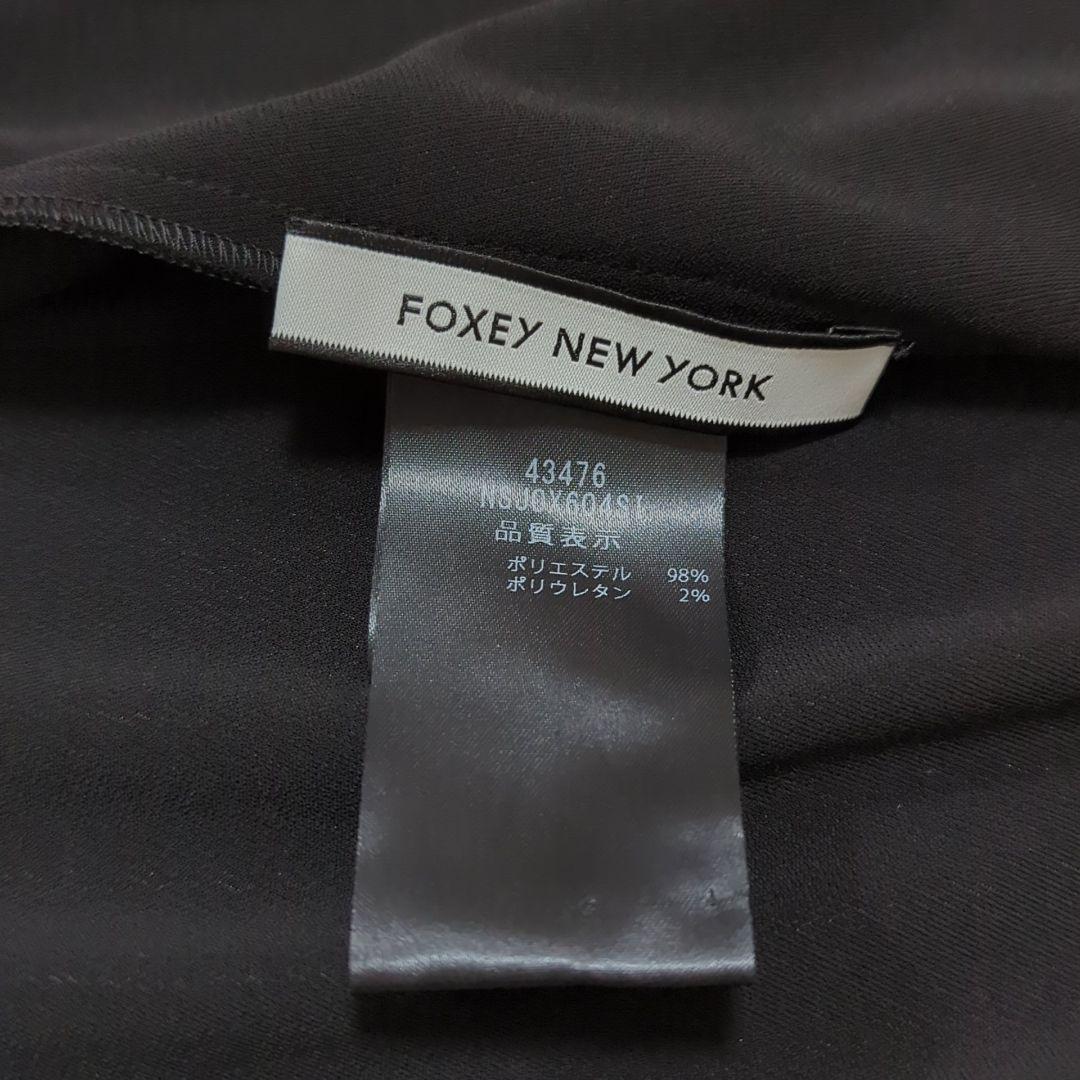 FOXEY NEW YORK
43476
品質表示
ポリエステル 98%
ポリウレタン 2%